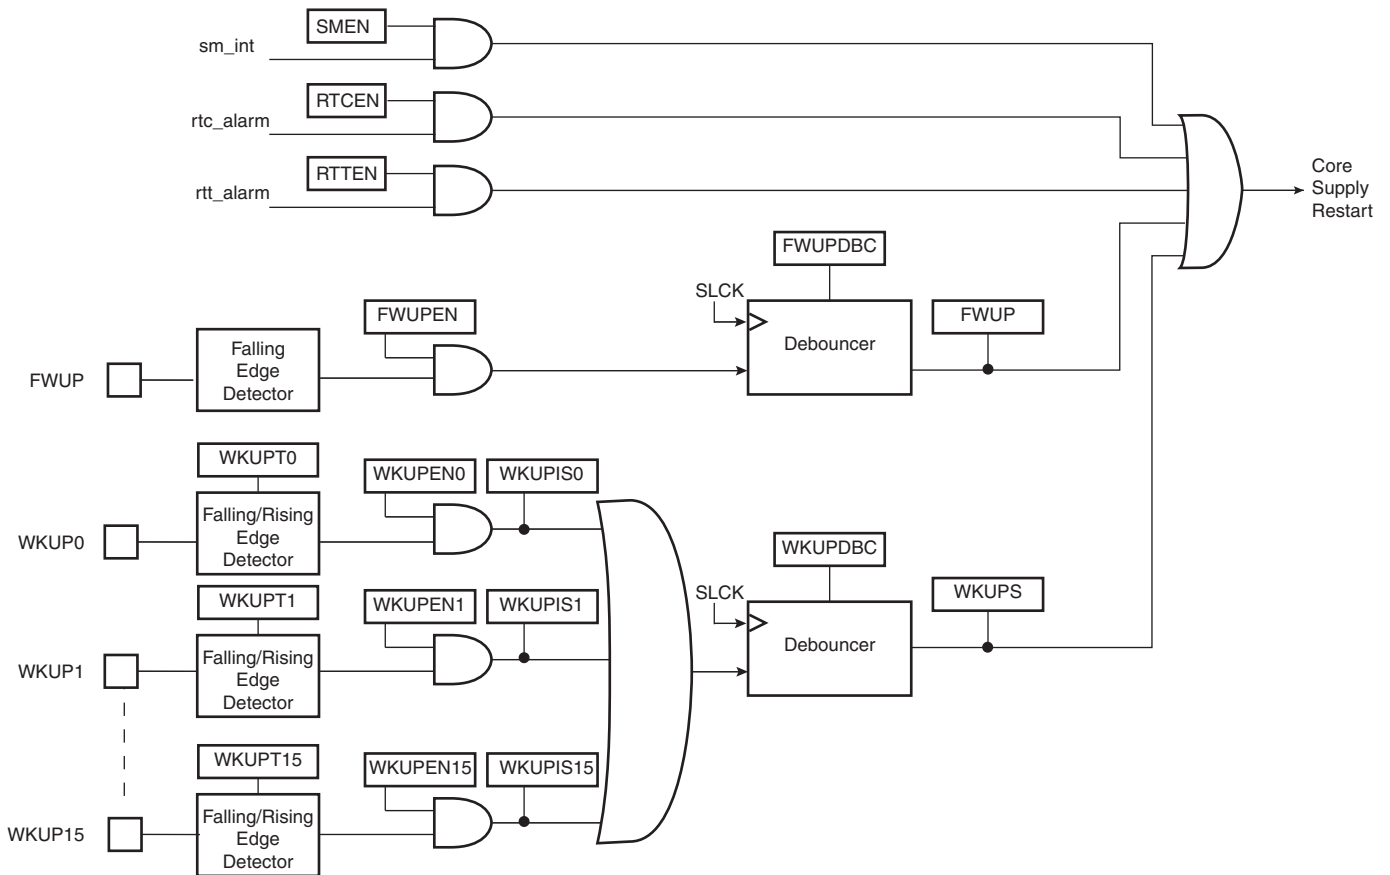 SMEN
sm_int
RTCEN
rtc_alarm
RTTEN
rtt_alarm
Core
Supply
Restart
FWUPDBC
SLCK
FWUPEN
FWUP
Falling
Edge
Detector
Debouncer
FWUP
WKUPT0
WKUPEN0
WKUPIS0
Falling/Rising
Edge
Detector
WKUP0
WKUPDBC
SLCK
WKUPT1
WKUPEN1
WKUPIS1
WKUPS
Falling/Rising
Edge
Detector
Debouncer
WKUP1
WKUPT15
WKUPEN15
WKUPIS15
Falling/Rising
Edge
Detector
WKUP15